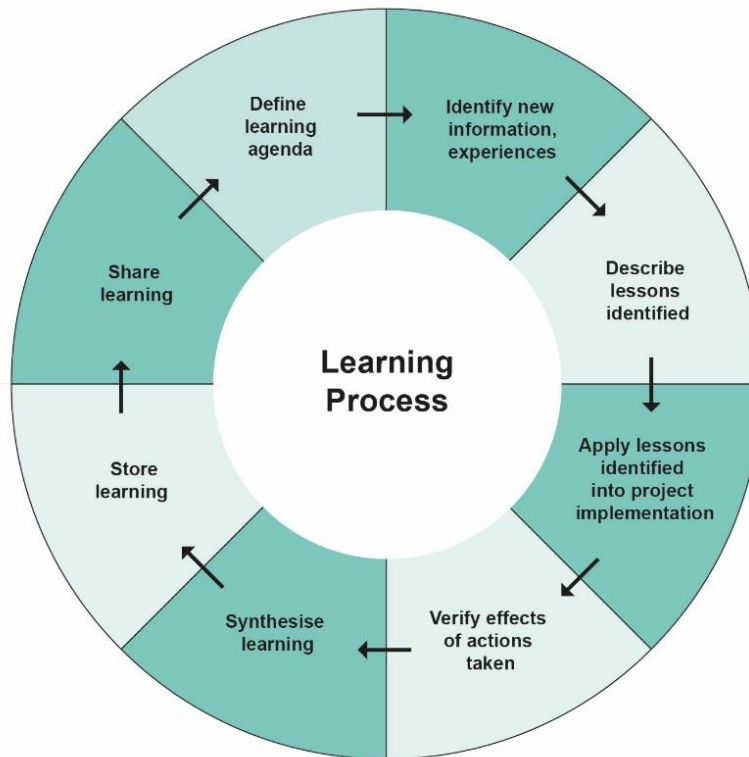 Define
learning
agenda
Identify new
information,
experiences
Describe
lessons
identified
Apply lessons
identified
into project
implementation
Verify effects
of actions
taken
Synthesise
learning
Store
learning
Share
learning
Learning
Process